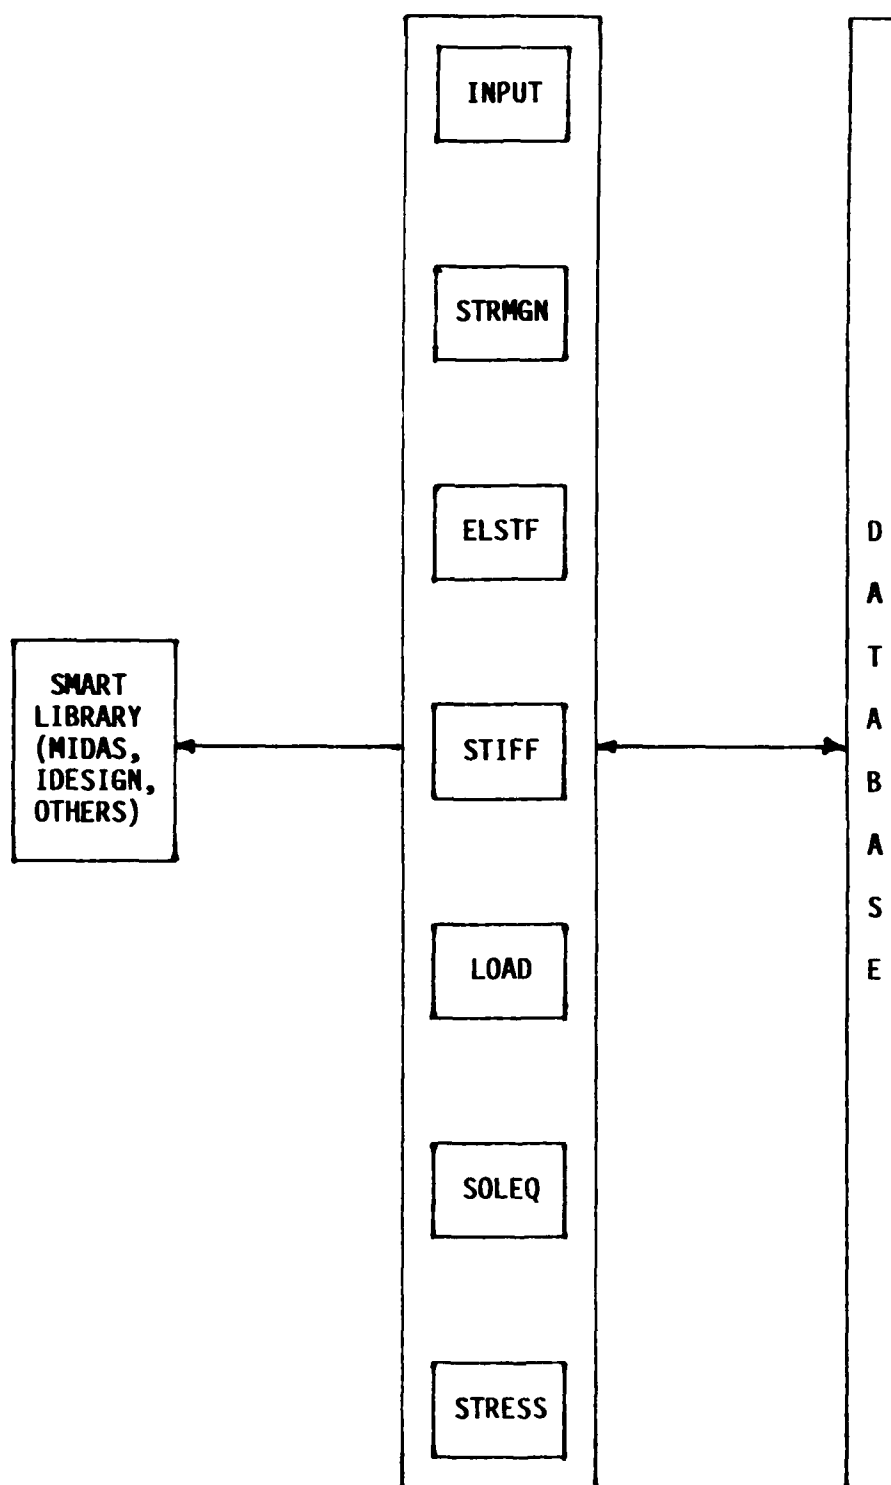 INPUT
STRMGN
ELSTF
SMART
LIBRARY
(MIDAS,
IDESIGN,
OTHERS)
STIFF
LOAD
SOLEQ
STRESS
D
A
T
A
B
A
S
E